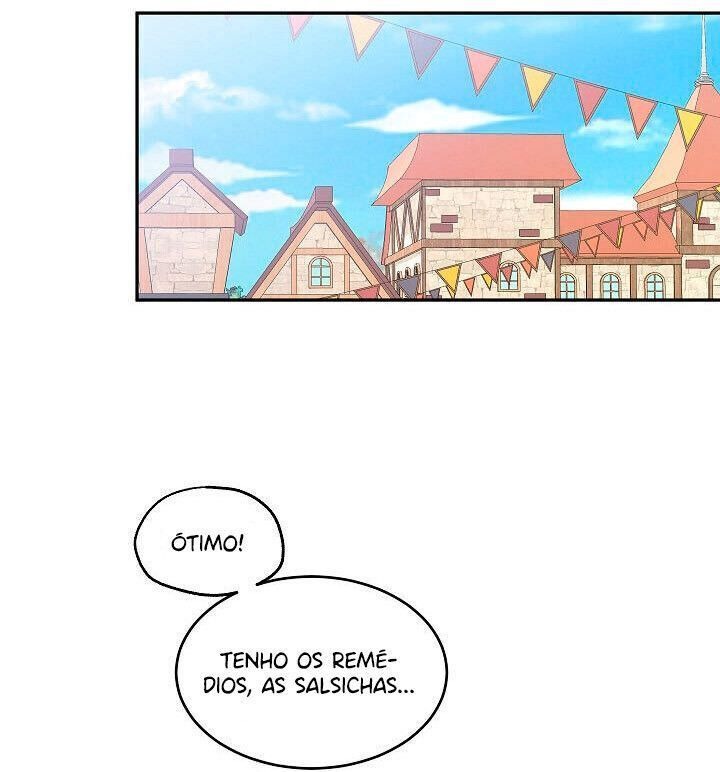 ÓTIMO!
TENHO OS REMÉ-
DIOS, AS SALSICHAS...